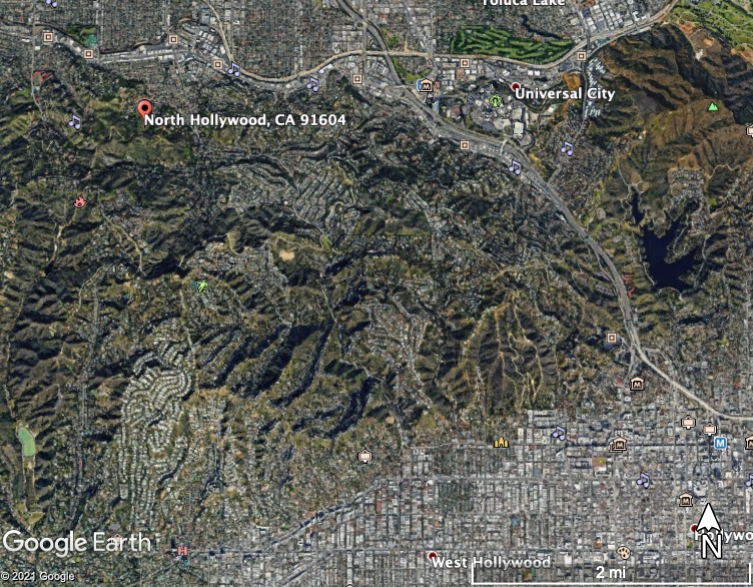 Toluca Lake
Universal City
North Hollywood, CA 91604
M
H
N
West Hollywood
2 mi
Google Earth
© 2021 Google